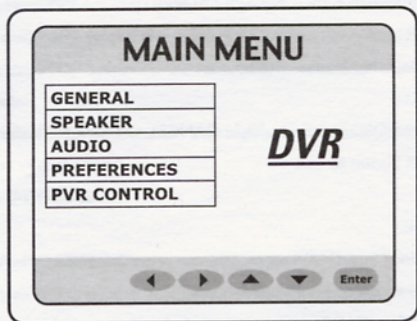 MAIN MENU
GENERAL
SPEAKER
AUDIO
PREFERENCES
PVR CONTROL
DVR
Enter